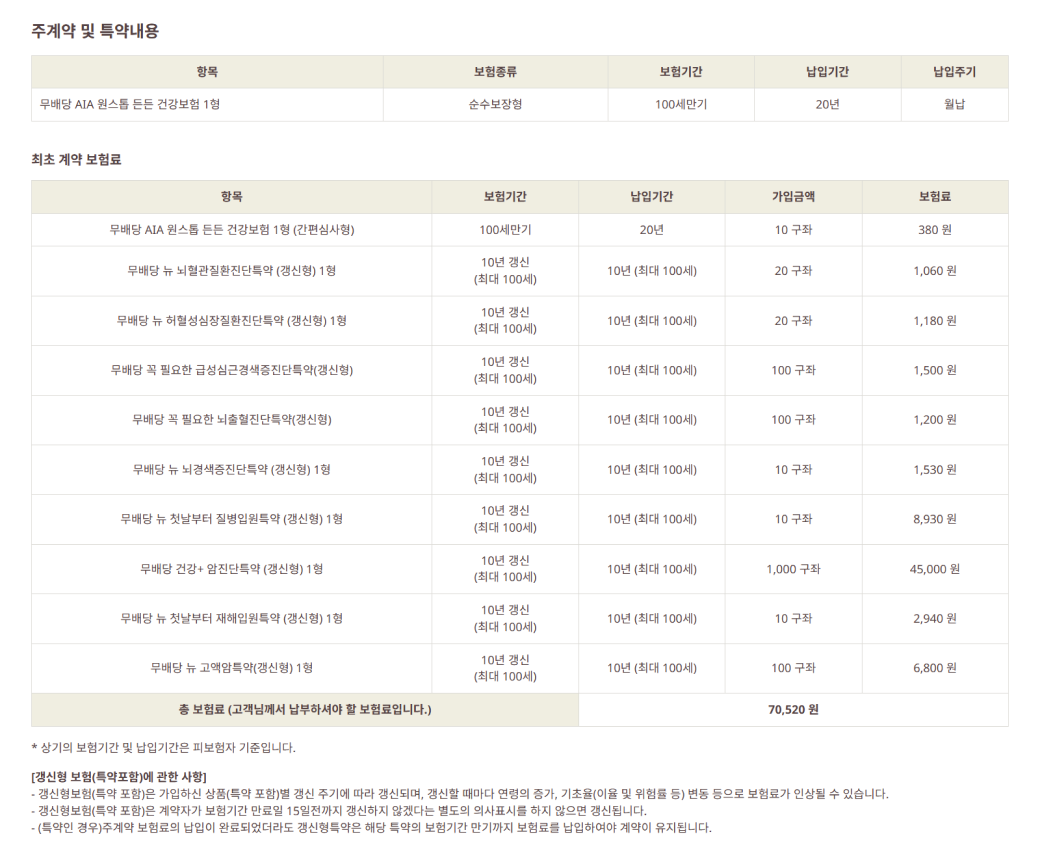 주계약 및 특약내용
항목 보험종류 보험기간 납입기간 납입주기
무배당 AIA 원스톱 든든 건강보험 1형 순수보장형 100세만기 20년 월납
최초 계약 보험료
항목 보험기간 납입기간 가입금액 보험료
무배당 AIA 원스톱 든든 건강보험 1형 (간편심사형) 100세만기 20년 10 구좌 380 원
무배당 뉴 뇌혈관질환진단특약 (갱신형) 1형 10년 갱신 (최대 100세) 10년 (최대 100세) 20 구좌 1,060 원
무배당 뉴 허혈성심장질환진단특약 (갱신형) 1형 10년 갱신 (최대 100세) 10년 (최대 100세) 20 구좌 1,180 원
무배당 꼭 필요한 급성심근경색증진단특약(갱신형) 10년 갱신 (최대 100세) 10년 (최대 100세) 100 구좌 1,500 원
무배당 꼭 필요한 뇌출혈진단특약(갱신형) 10년 갱신 (최대 100세) 10년 (최대 100세) 100 구좌 1,200 원
무배당 뉴 뇌경색증진단특약 (갱신형) 1형 10년 갱신 (최대 100세) 10년 (최대 100세) 10 구좌 1,530 원
무배당 뉴 첫날부터 질병입원특약 (갱신형) 1형 10년 갱신 (최대 100세) 10년 (최대 100세) 10 구좌 8,930 원
무배당 건강+ 암진단특약 (갱신형) 1형 10년 갱신 (최대 100세) 10년 (최대 100세) 1,000 구좌 45,000 원
무배당 뉴 첫날부터 재해입원특약 (갱신형) 1형 10년 갱신 (최대 100세) 10년 (최대 100세) 10 구좌 2,940 원
무배당 뉴 고액암특약(갱신형) 1형 10년 갱신 (최대 100세) 10년 (최대 100세) 100 구좌 6,800 원
총 보험료 (고객님께서 납부하셔야 할 보험료입니다.) 70,520 원
* 상기의 보험기간 및 납입기간은 피보험자 기준입니다.
[갱신형 보험(특약포함)에 관한 사항]
- 갱신형보험(특약 포함)은 가입하신 상품(특약 포함)별 갱신 주기에 따라 갱신되며, 갱신할 때마다 연령의 증가, 기초율(이율 및 위험률 등) 변동 등으로 보험료가 인상될 수 있습니다.
- 갱신형보험(특약 포함)은 계약자가 보험기간 만료일 15일전까지 갱신하지 않겠다는 별도의 의사표시를 하지 않으면 갱신됩니다.
- (특약인 경우)주계약 보험료의 납입이 완료되었더라도 갱신형특약은 해당 특약의 보험기간 만기까지 보험료를 납입하여야 계약이 유지됩니다.